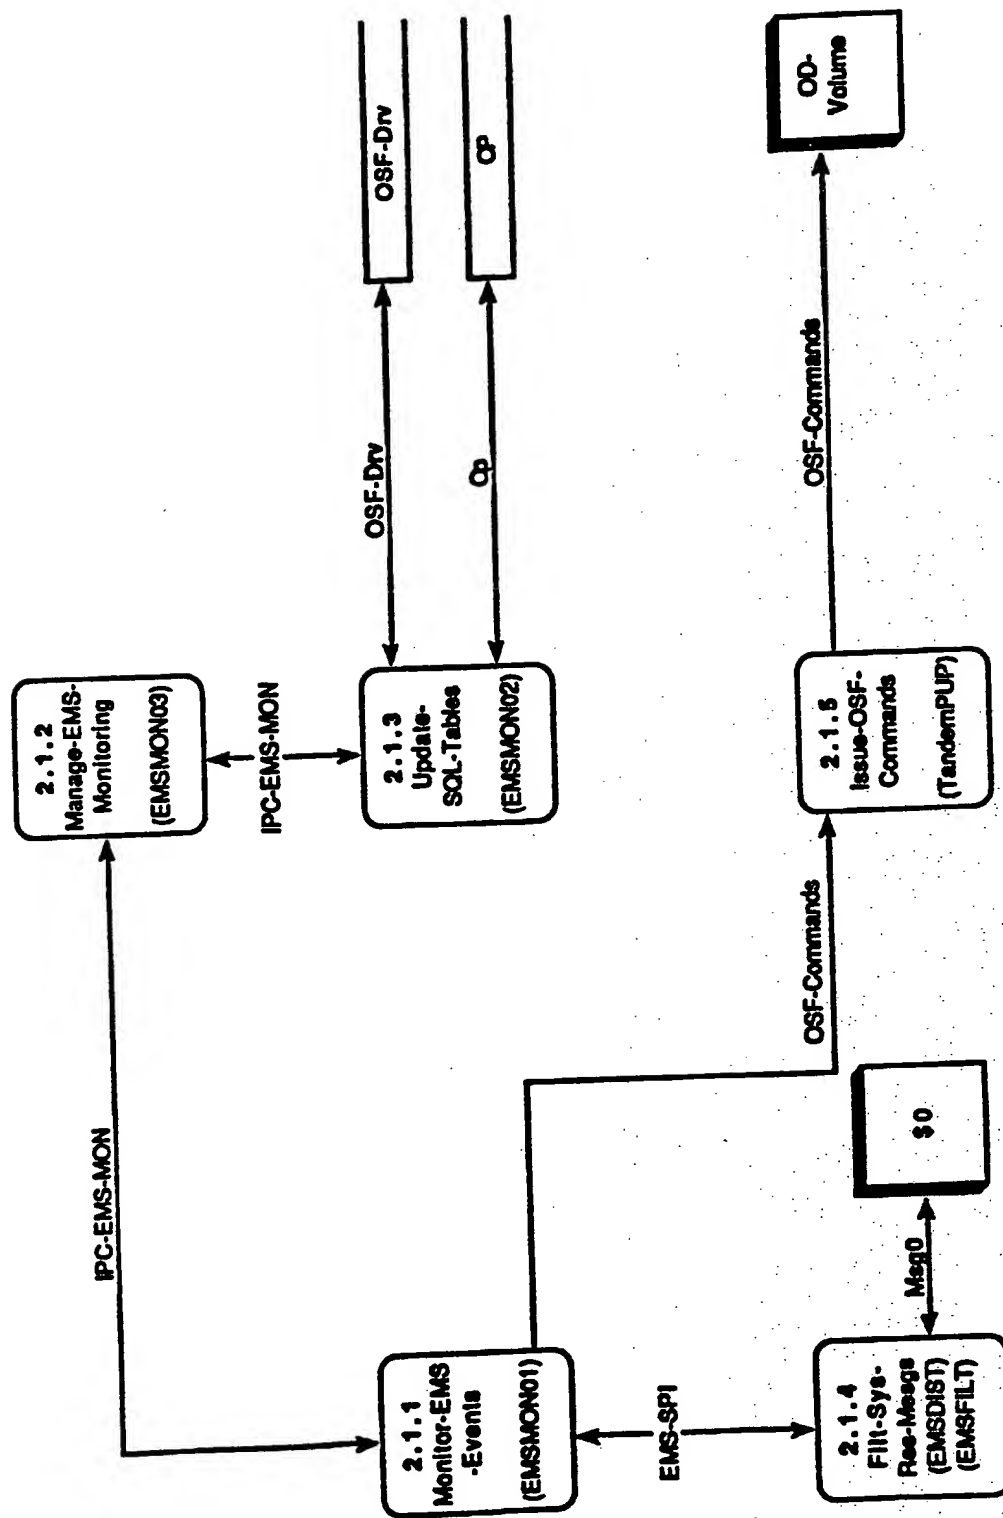 2.1.2
Manage-EMS-
Monitoring
(EMSMON03)
IPC-EMS-MON
IPC-EMS-MON
2.1.1
Monitor-EMS
-Events
(EMSMON01)
2.1.3
Update-
SQL-Tables
(EMSMON02)
OSF-Drv
OSF-Drv
Cp
CP
EMS-SPI
2.1.4
Filt-Sys-
Res-Messgs
(EMSDIST)
(EMSFILT)
Msg0
$0
OSF-Commands
2.1.5
Issue-OSF-
Commands
(TandemPUP)
OSF-Commands
OD-
Volume